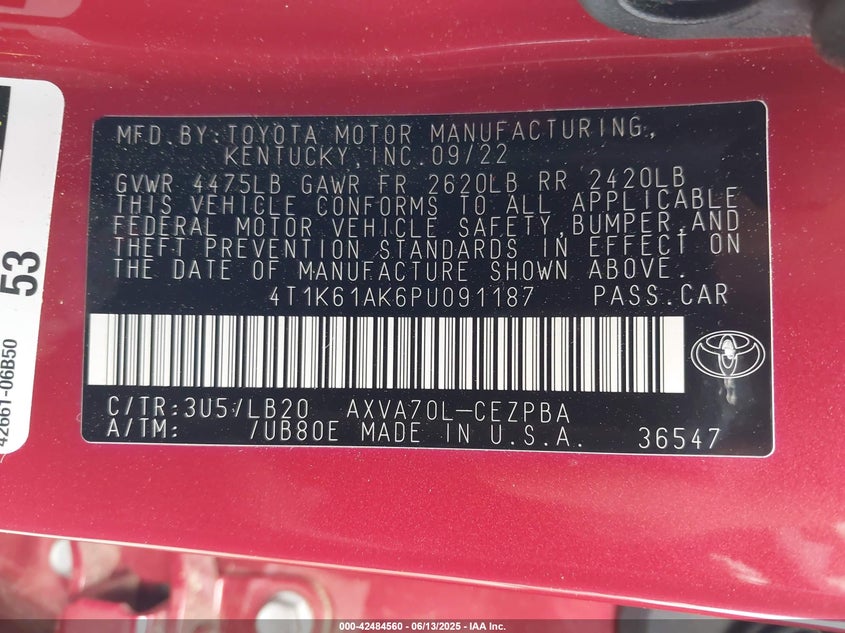 MFD. BY: TOYOTA MOTOR MANUFACTURING,
KENTUCKY, INC. 09/22
GVWR 4475LB GAWR FR 2620LB RR 2420LB
THIS VEHICLE CONFORMS TO ALL APPLICABLE
FEDERAL MOTOR VEHICLE SAFETY, BUMPER, AND
THEFT PREVENTION STANDARDS IN EFFECT ON
THE DATE OF MANUFACTURE SHOWN ABOVE.
4T1K61AK6PU091187 PASS.CAR
C/TR:3U5/LB20 AXVA70L-CEZPBA
A/TM: /UB80E MADE IN U.S.A. 36547
53
42661-06B50
000-42484560 - 06/13/2025 - IAA Inc.